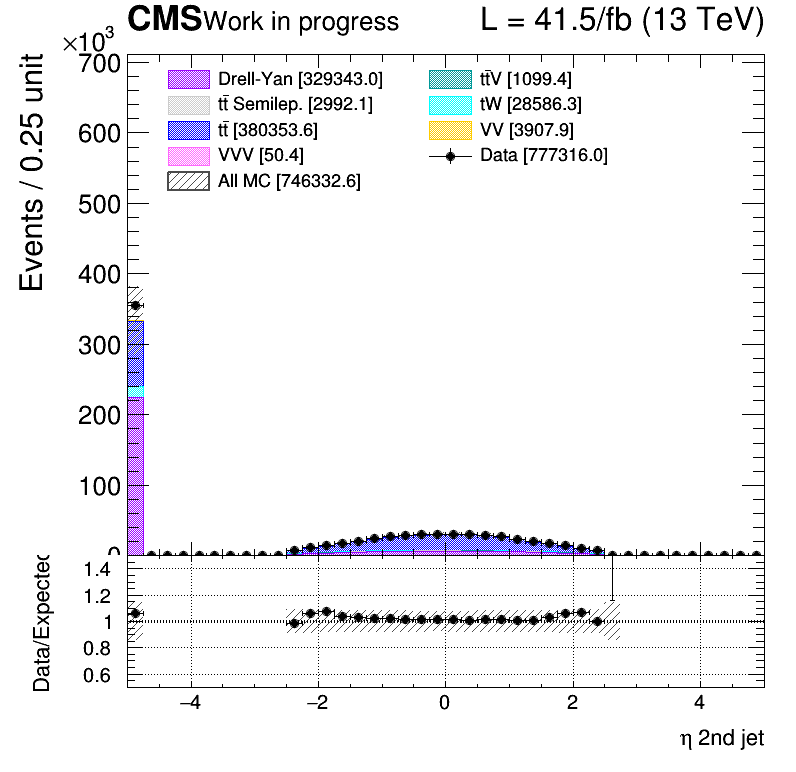 CMS Work in progress L = 41.5/fb (13 TeV)
×10³
Drell-Yan [329343.0] tt̄V [1099.4]
tt̄ Semilep. [2992.1] tW [28586.3]
tt̄ [380353.6] VV [3907.9]
VVV [50.4] Data [777316.0]
All MC [746332.6]
Events / 0.25 unit
700
600
500
400
300
200
100
0
Data/Expected
1.4
1.2
1
0.8
0.6
−4 −2 0 2 4
η 2nd jet